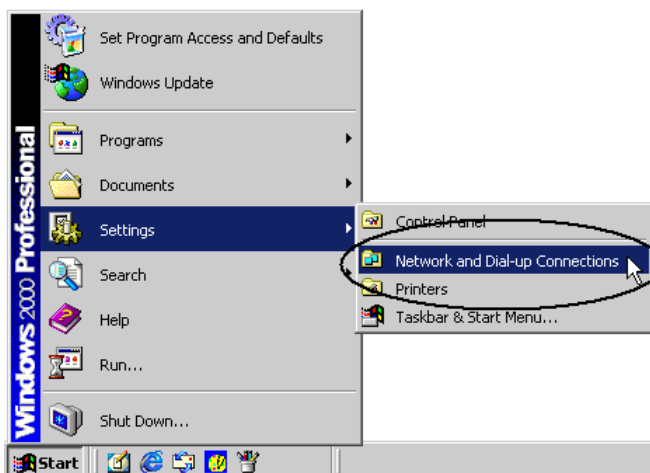 Set Program Access and Defaults
Windows Update
Programs
Documents
Settings
Search
Help
Run...
Shut Down...
Windows 2000 Professional
Control Panel
Network and Dial-up Connections
Printers
Taskbar & Start Menu...
Start